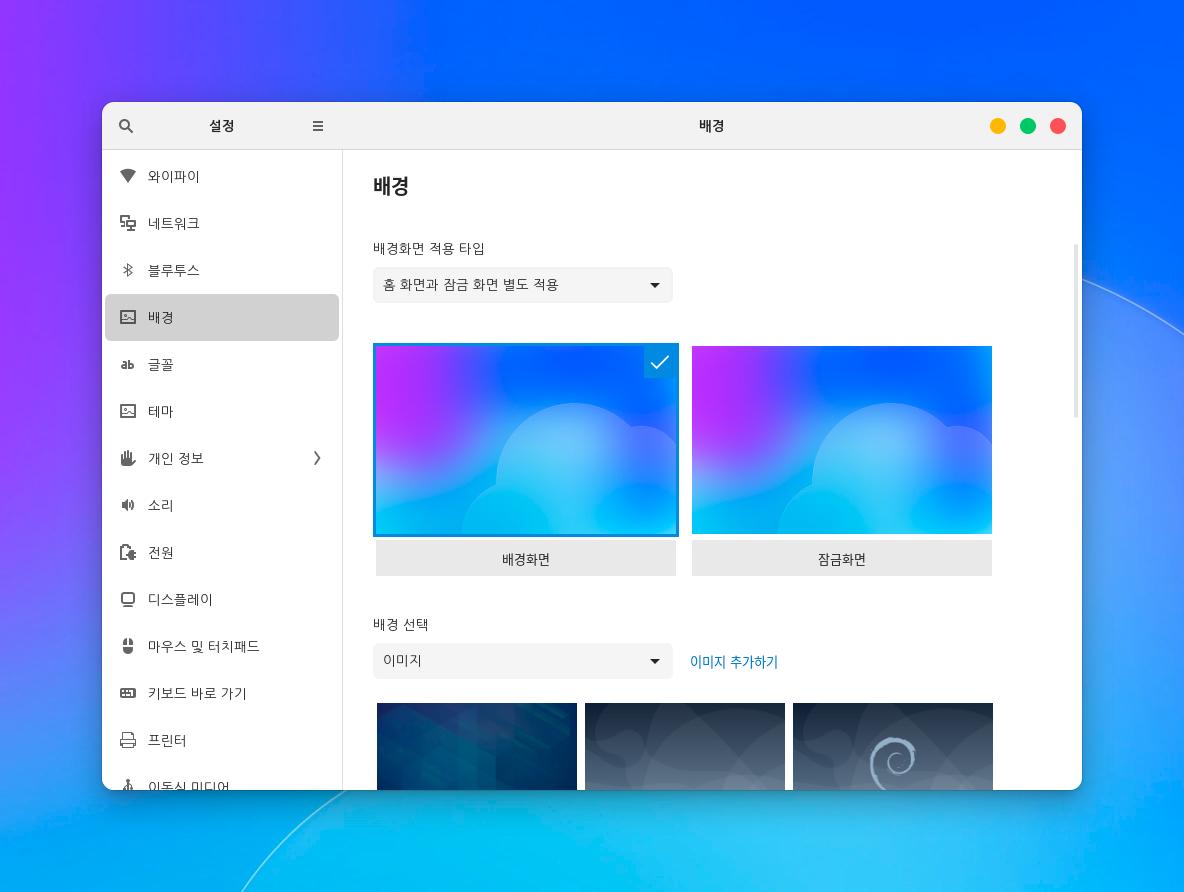 설정
배경
와이파이
네트워크
블루투스
배경
글꼴
테마
개인 정보
소리
전원
디스플레이
마우스 및 터치패드
키보드 바로 가기
프린터
이동식 미디어
배경
배경화면 적용 타입
홈 화면과 잠금 화면 별도 적용
배경화면
잠금화면
배경 선택
이미지
이미지 추가하기